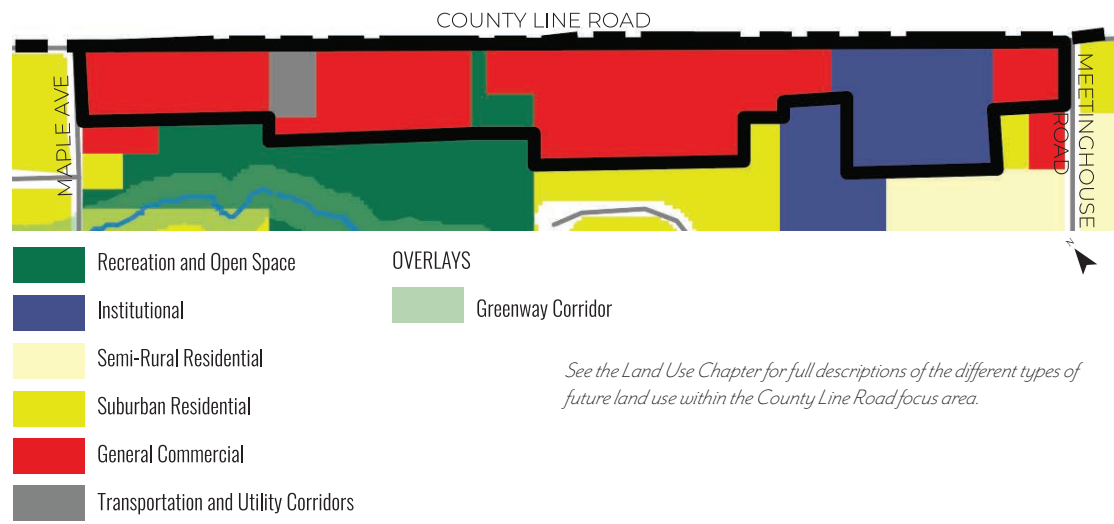 COUNTY LINE ROAD
MAPLE AVE
MEETINGHOUSE
ROAD
N
Recreation and Open Space
Institutional
Semi-Rural Residential
Suburban Residential
General Commercial
Transportation and Utility Corridors
OVERLAYS
Greenway Corridor
See the Land Use Chapter for full descriptions of the different types of
future land use within the County Line Road focus area.